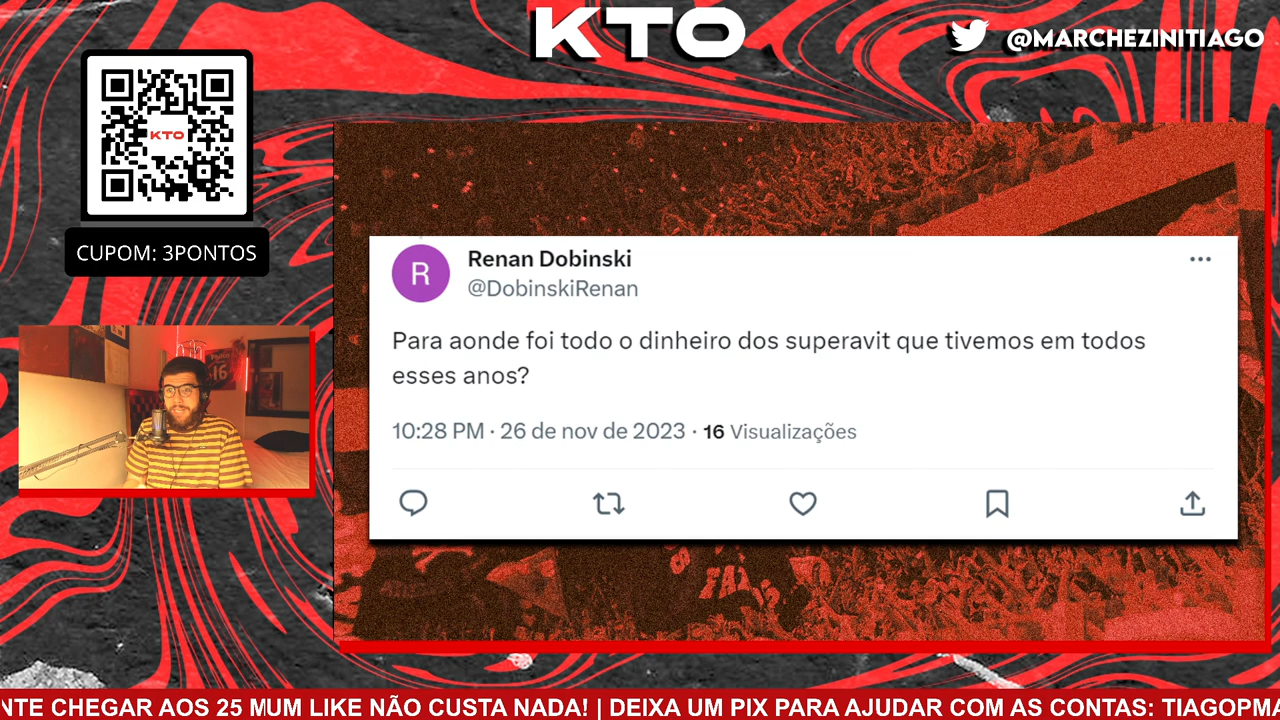 KTO
@MARCHEZINITIAGO
KTO
CUPOM: 3PONTOS
Renan Dobinski
@DobinskiRenan
Para aonde foi todo o dinheiro dos superavit que tivemos em todos
esses anos?
10:28 PM · 26 de nov de 2023 · 16 Visualizações
16
NTE CHEGAR AOS 25 MUM LIKE NÃO CUSTA NADA! | DEIXA UM PIX PARA AJUDAR COM AS CONTAS: TIAGOPMA